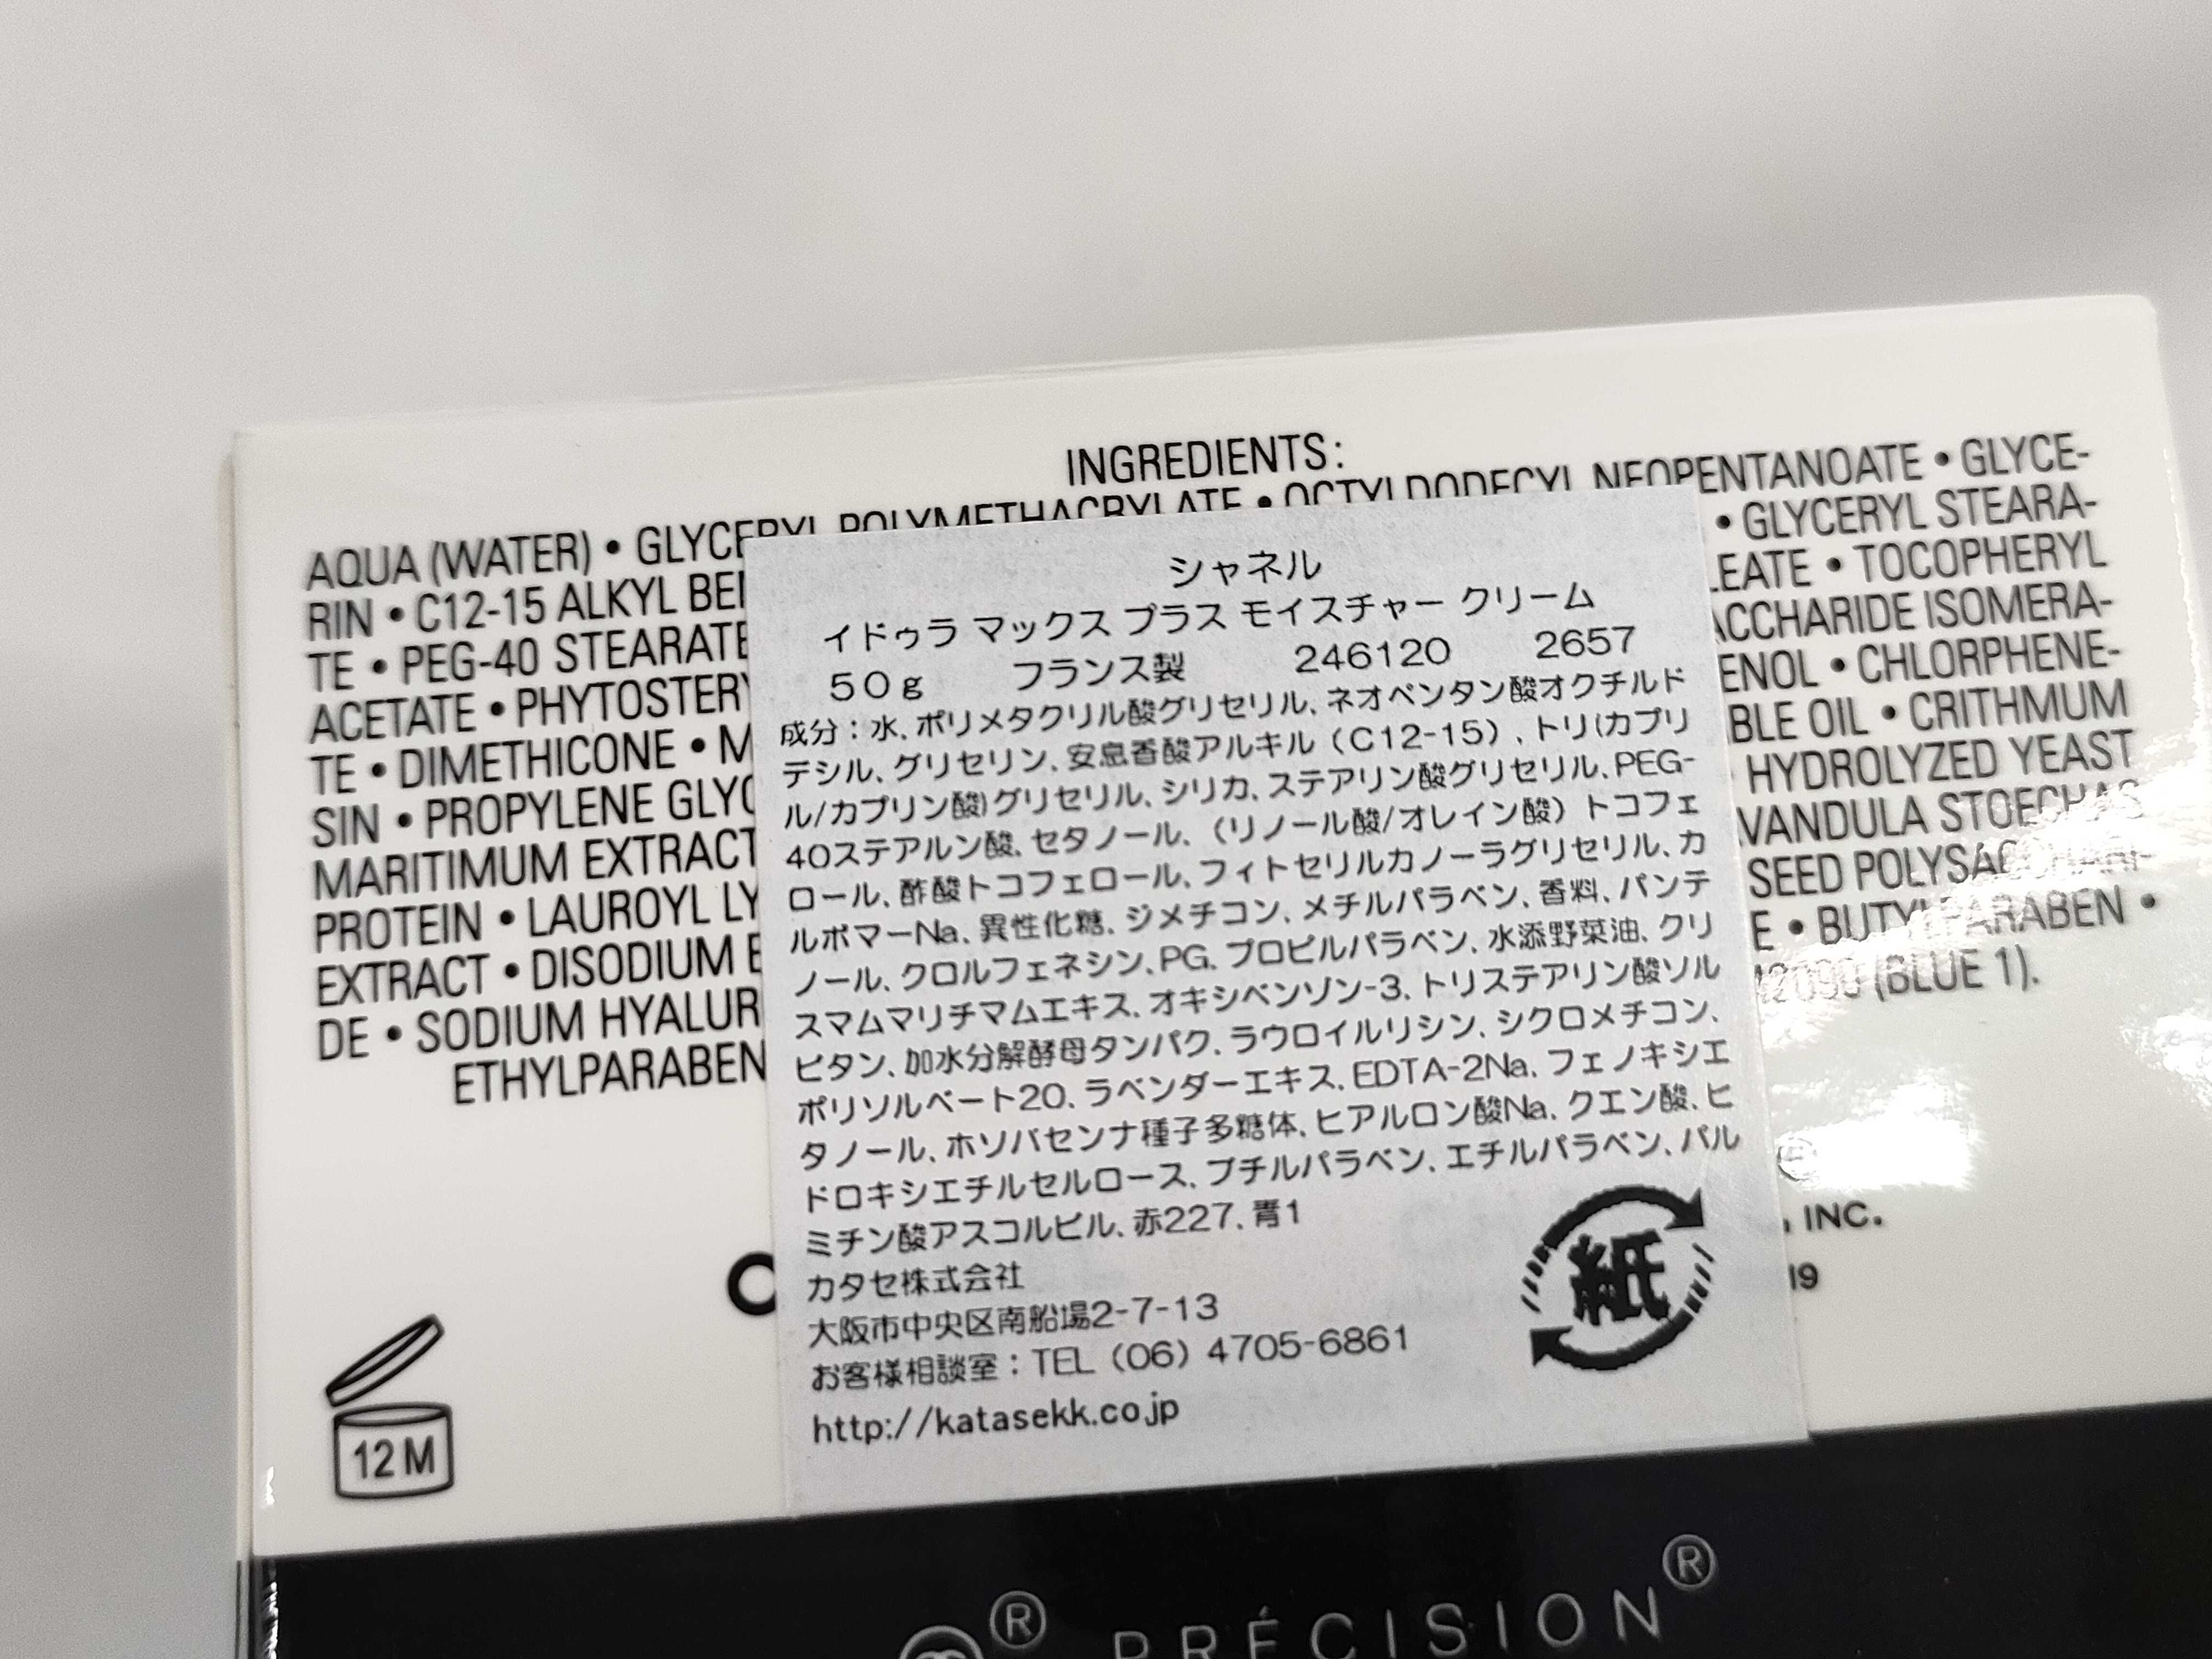 INGREDIENTS:
AQUA (WATER) • GLYCERYL POLYMETHACRYLATE • OCTYLDODECYL NEOPENTANOATE • GLYCE-
RIN • C12-15 ALKYL BE • GLYCERYL STEARA-
TE • PEG-40 STEARATE LEATE • TOCOPHERYL
ACETATE • PHYTOSTERY ACCHARIDE ISOMERA-
TE • DIMETHICONE • M ENOL • CHLORPHENE-
SIN • PROPYLENE GLYC BLE OIL • CRITHMUM
MARITIMUM EXTRACT HYDROLYZED YEAST
PROTEIN • LAUROYL LY VANDULA STOECHAS
EXTRACT • DISODIUM E SEED POLYSACCHARI-
DE • SODIUM HYALUR E • BUTYLPARABEN •
ETHYLPARABEN 42090 (BLUE 1).
シャネル
イドゥラ マックス プラス モイスチャー クリーム
50g フランス製 246120 2657
成分：水、ポリメタクリル酸グリセリル、ネオペンタン酸オクチルド
デシル、グリセリン、安息香酸アルキル（C12-15）、トリ(カプリ
ル/カプリン酸)グリセリル、シリカ、ステアリン酸グリセリル、PEG-
40ステアルン酸、セタノール、（リノール酸/オレイン酸）トコフェ
ロール、酢酸トコフェロール、フィトセリルカノーラグリセリル、カ
ルボマーNa、異性化糖、ジメチコン、メチルパラベン、香料、パンテ
ノール、クロルフェネシン、PG、プロピルパラベン、水添野菜油、クリ
スマムマリチマムエキス、オキシベンゾン-3、トリステアリン酸ソル
ビタン、加水分解酵母タンパク、ラウロイルリシン、シクロメチコン、
ポリソルベート20、ラベンダーエキス、EDTA-2Na、フェノキシエ
タノール、ホソバセンナ種子多糖体、ヒアルロン酸Na、クエン酸、ヒ
ドロキシエチルセルロース、ブチルパラベン、エチルパラベン、パル
ミチン酸アスコルビル、赤227、青1
カタセ株式会社
大阪市中央区南船場2-7-13
お客様相談室：TEL（06）4705-6861
http://katasekk.co.jp
紙
C ®
, INC.
19
12 M
® PRÉCISION®